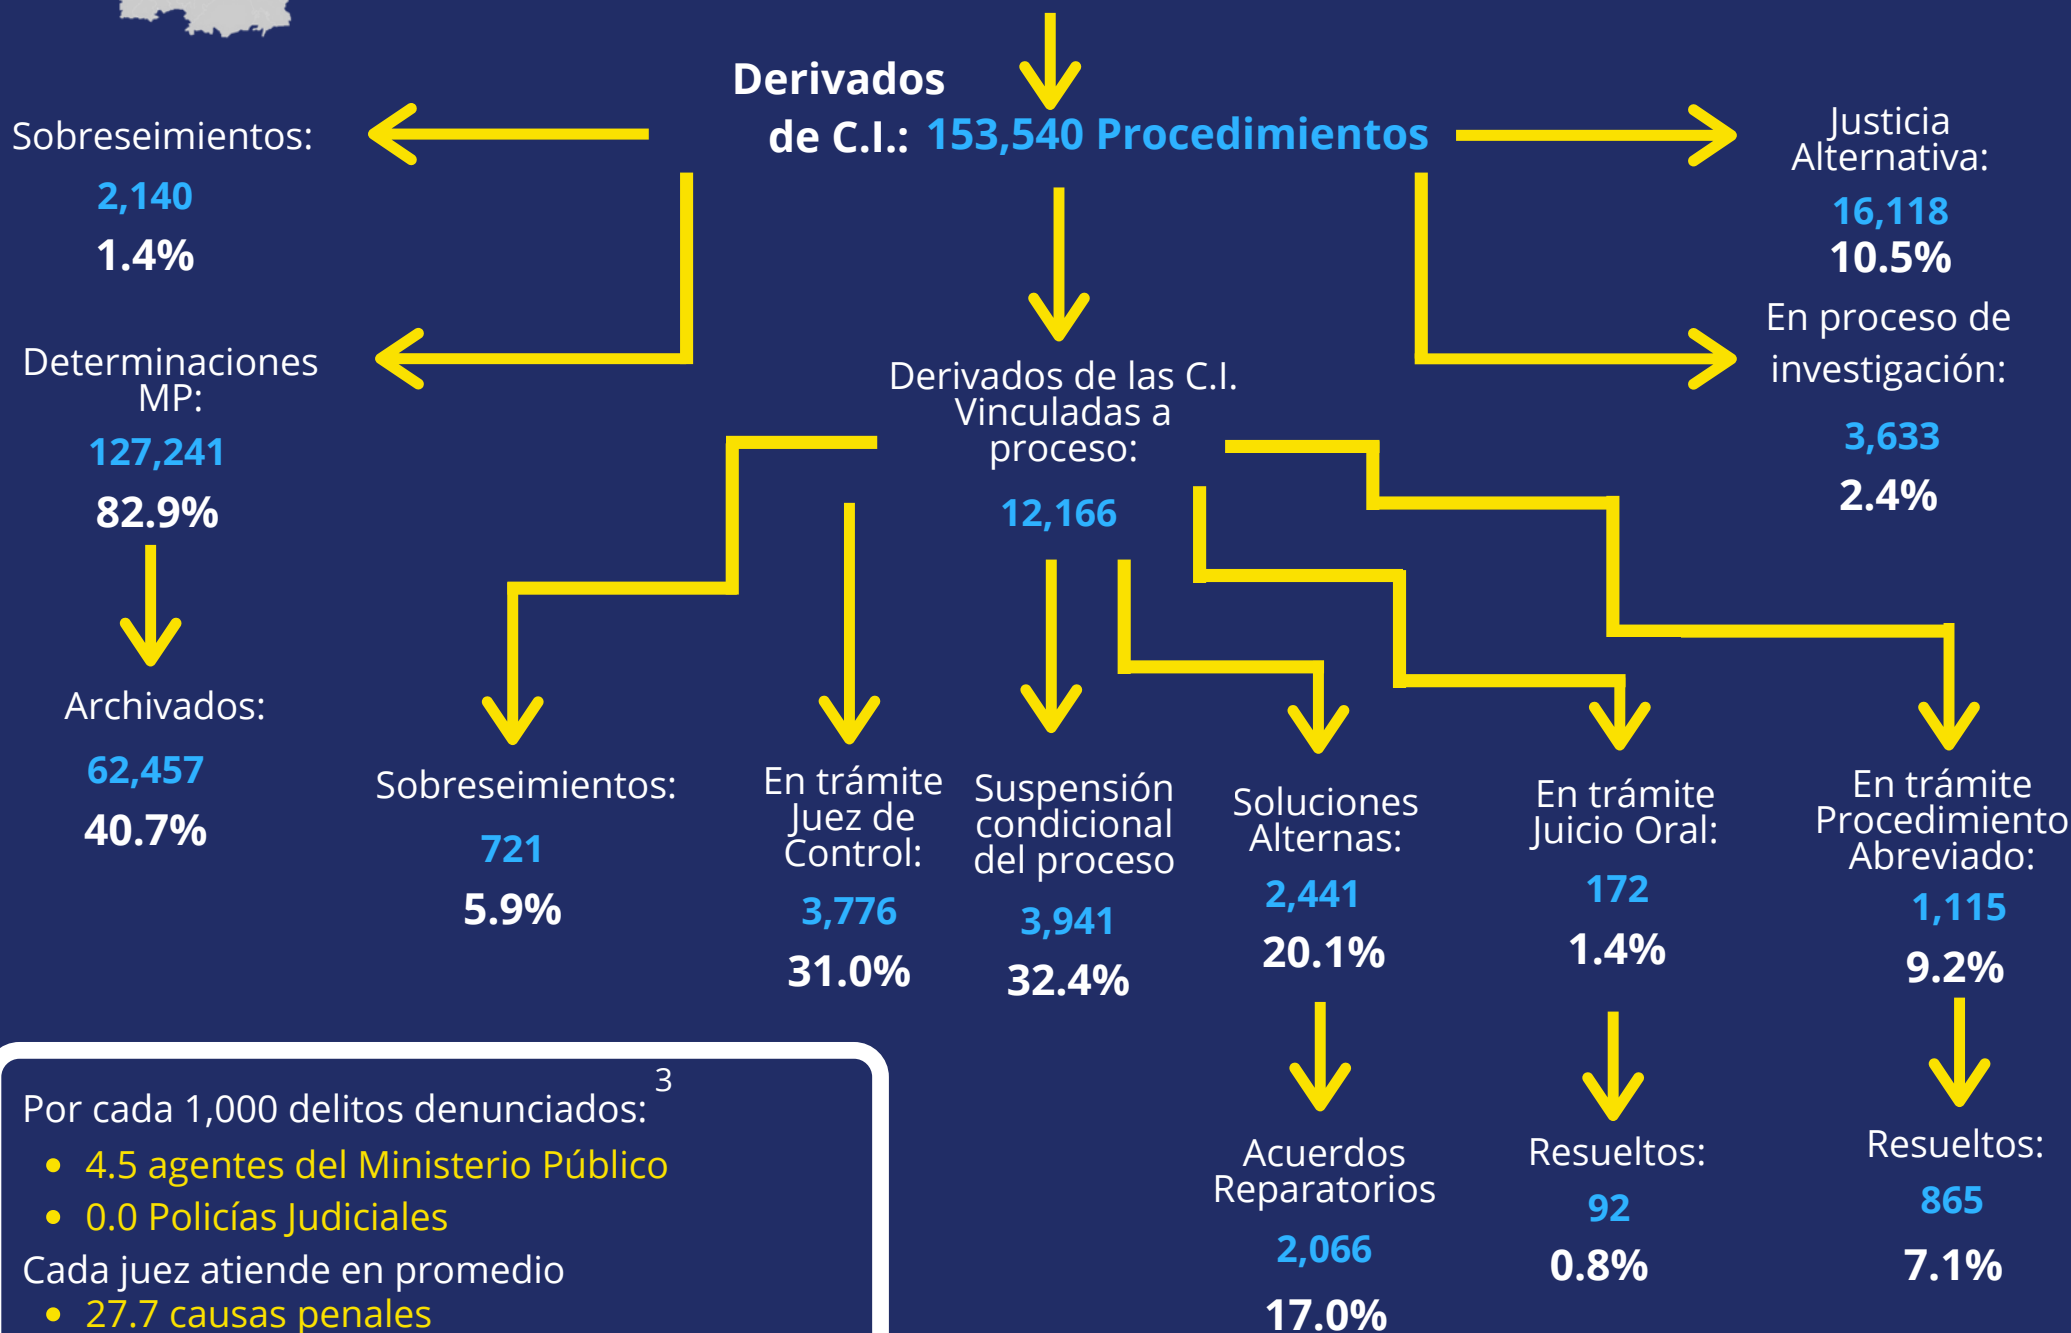 Derivados
de C.I.: 153,540 Procedimientos
Sobreseimientos:
2,140
1.4%
Justicia
Alternativa:
16,118
10.5%
Determinaciones
MP:
127,241
82.9%
Derivados de las C.I.
Vinculadas a
proceso:
12,166
En proceso de
investigación:
3,633
2.4%
Archivados:
62,457
40.7%
Sobreseimientos:
721
5.9%
En trámite
Juez de
Control:
3,776
31.0%
Suspensión
condicional
del proceso
3,941
32.4%
Soluciones
Alternas:
2,441
20.1%
En trámite
Juicio Oral:
172
1.4%
En trámite
Procedimiento
Abreviado:
1,115
9.2%
Acuerdos
Reparatorios
2,066
17.0%
Resueltos:
92
0.8%
Resueltos:
865
7.1%
Por cada 1,000 delitos denunciados: 3
• 4.5 agentes del Ministerio Público
• 0.0 Policías Judiciales
Cada juez atiende en promedio
• 27.7 causas penales